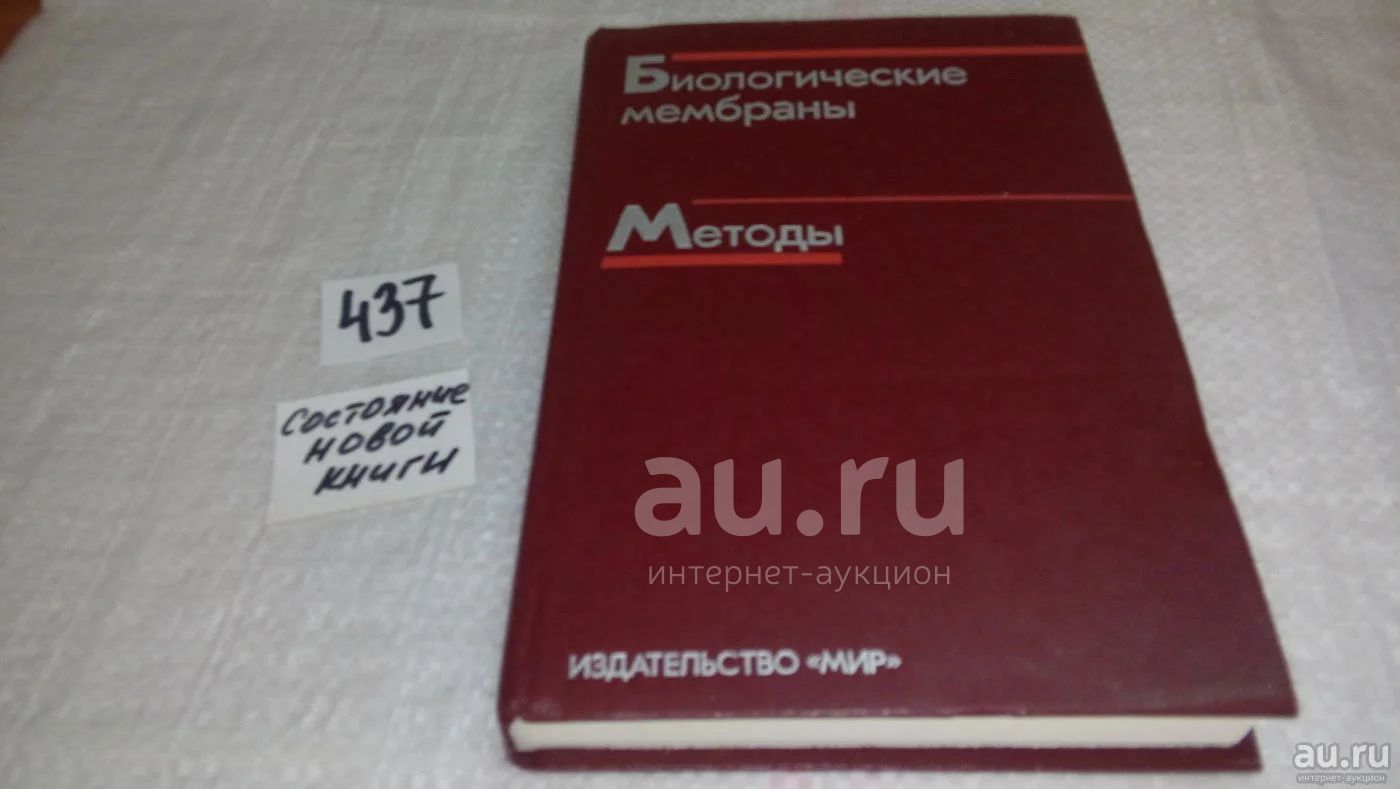 Биологические
мембраны
Методы
437
Состояние
новой
книги
au.ru
интернет-аукцион
ИЗДАТЕЛЬСТВО «МИР»
au.ru
интернет-аукцион